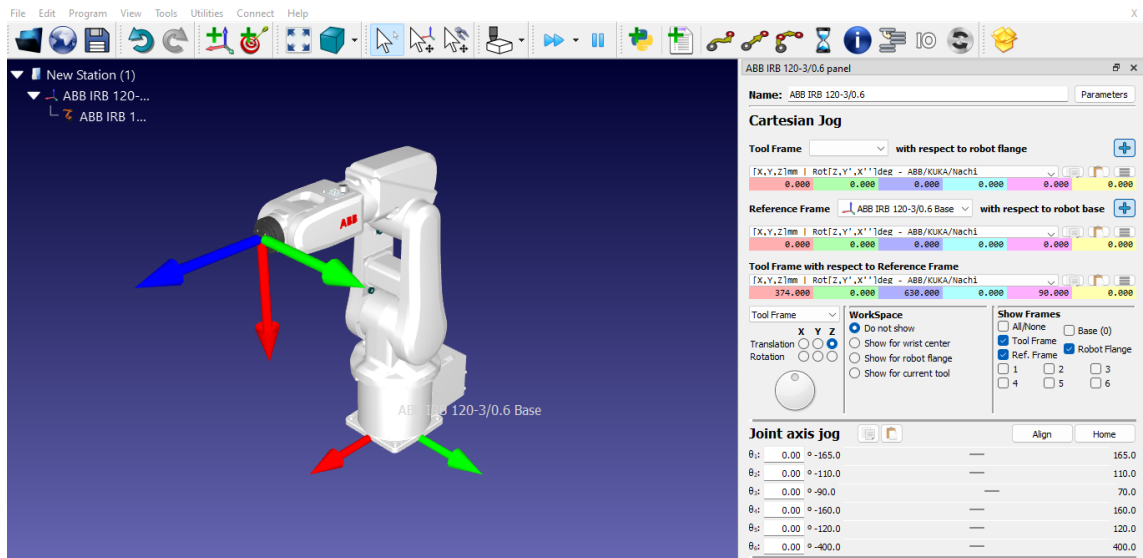 File Edit Program View Tools Utilities Connect Help X
New Station (1)
ABB IRB 120-...
ABB IRB 1...
ABB
ABB IRB 120-3/0.6 Base
ABB IRB 120-3/0.6 panel
Name: ABB IRB 120-3/0.6 Parameters
Cartesian Jog
Tool Frame with respect to robot flange
[X,Y,Z]mm | Rot[Z,Y',X'']deg - ABB/KUKA/Nachi
0.000 0.000 0.000 0.000 0.000 0.000
Reference Frame ABB IRB 120-3/0.6 Base with respect to robot base
[X,Y,Z]mm | Rot[Z,Y',X'']deg - ABB/KUKA/Nachi
0.000 0.000 0.000 0.000 0.000 0.000
Tool Frame with respect to Reference Frame
[X,Y,Z]mm | Rot[Z,Y',X'']deg - ABB/KUKA/Nachi
374.000 0.000 630.000 0.000 90.000 0.000
Tool Frame
X Y Z
Translation
Rotation
WorkSpace
Do not show
Show for wrist center
Show for robot flange
Show for current tool
Show Frames
All/None Base (0)
Tool Frame Robot Flange
Ref. Frame
1 2 3
4 5 6
Joint axis jog Align Home
θ₁: 0.00 º -165.0 165.0
θ₂: 0.00 º -110.0 110.0
θ₃: 0.00 º -90.0 70.0
θ₄: 0.00 º -160.0 160.0
θ₅: 0.00 º -120.0 120.0
θ₆: 0.00 º -400.0 400.0